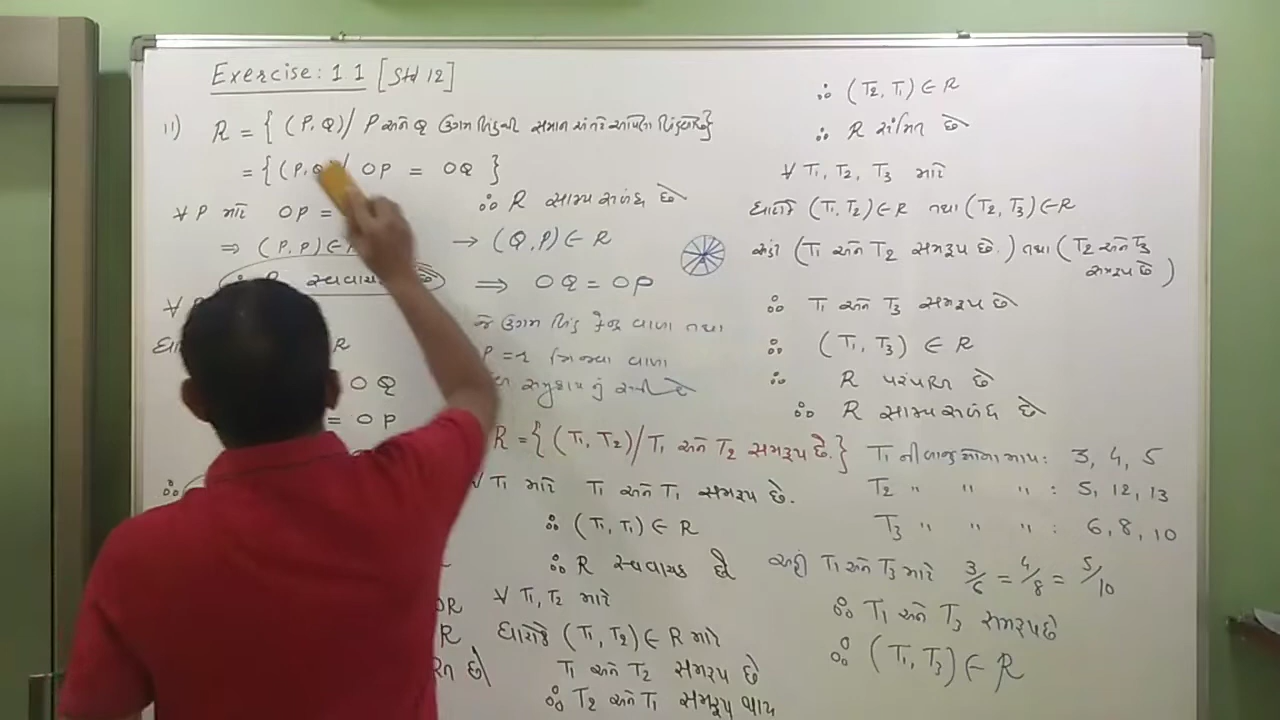 Exercise: 1 1 [Std 12]
11) R = { (P, Q) / P અને Q ઉગમ બિંદુથી સમાન અંતરે આવેલા બિંદુઓ છે }
= { (P, Q) / OP = OQ }
∀ P માટે OP =
⇒ (P, P) ∈
∴ R સ્વવાચક છે
∀ P
R
O Q
= OP
∴
∴ R સામ્ય સંબંધ છે
→ (Q, P) ∈ R
⇒ OQ = OP
જે ઉગમ બિંદુ કેન્દ્ર વાળા તથા
P = r ત્રિજ્યા વાળા
સમુદાય નું
R = { (T1, T2) / T1 અને T2 સમરૂપ છે. }
∀ T1 માટે T1 અને T1 સમરૂપ છે.
∴ (T1, T1) ∈ R
∴ R સ્વવાચક છે
∀ T1, T2 માટે
ધારોકે (T1, T2) ∈ R માટે
T1 અને T2 સમરૂપ છે
∴ T2 અને T1 સમરૂપ થાય
OR
R
છે
∴ (T2, T1) ∈ R
∴ R સંમિત છે
∀ T1, T2, T3 માટે
ધારોકે (T1, T2) ∈ R તથા (T2, T3) ∈ R
અહીં (T1 અને T2 સમરૂપ છે.) તથા (T2 અને T3 સમરૂપ છે)
∴ T1 અને T3 સમરૂપ છે
∴ (T1, T3) ∈ R
∴ R પરંપરિત છે
∴ R સામ્ય સંબંધ છે
T1 ની બાજુઓના માપ : 3, 4, 5
T2 " " " : 5, 12, 13
T3 " " " : 6, 8, 10
અહીં T1 અને T3 માટે 3/6 = 4/8 = 5/10
∴ T1 અને T3 સમરૂપ છે
∴ (T1, T3) ∈ R